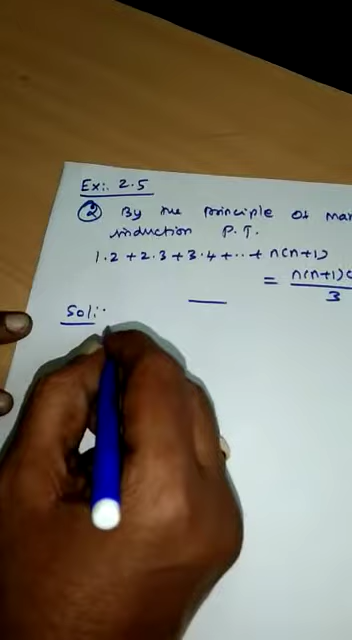 Ex:. 2.5
② By the principle of
induction P.T.
1.2 + 2.3 + 3.4 + ... + n(n+1)
= n(n+1)(
3
Sol:.